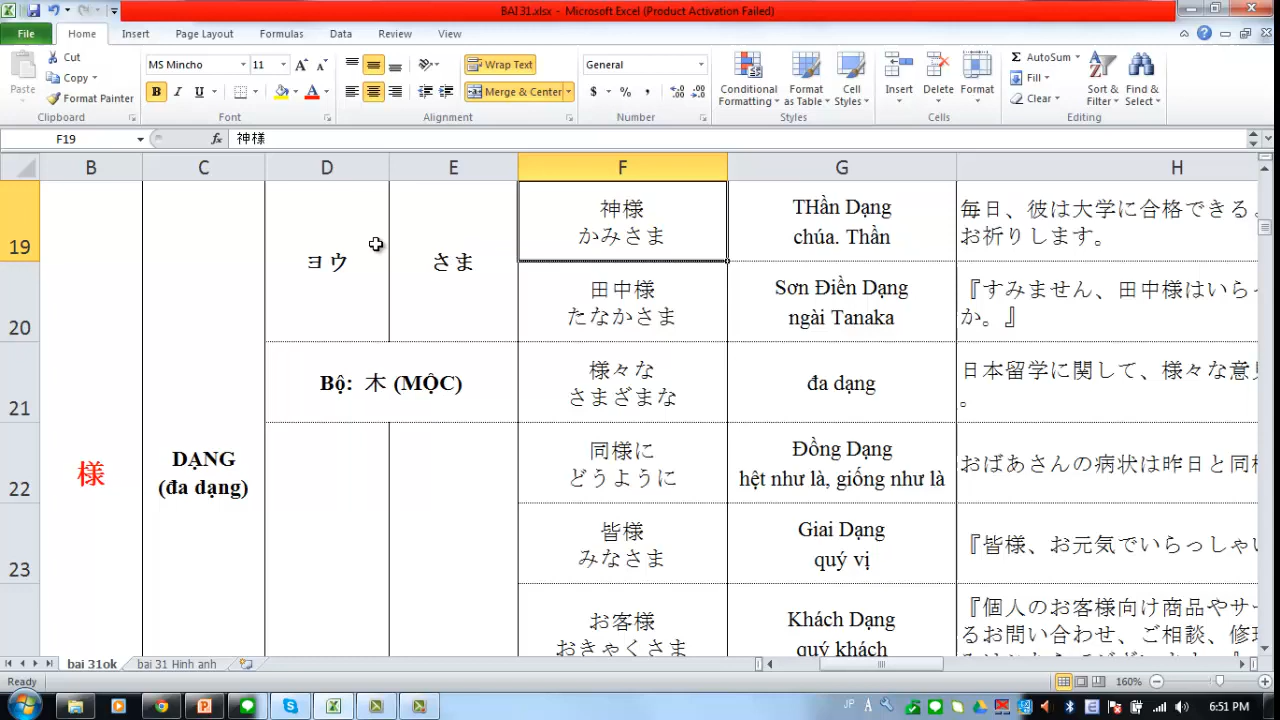 BAI 31.xlsx - Microsoft Excel (Product Activation Failed)
File Home Insert Page Layout Formulas Data Review View
Paste
Cut
Copy
Format Painter
Clipboard
MS Mincho 11
B I U
Font
Wrap Text
Merge & Center
Alignment
General
$ % ,
Number
Conditional Formatting
Format as Table
Cell Styles
Styles
Insert Delete Format
Cells
AutoSum
Fill
Clear
Sort & Filter
Find & Select
Editing
F19 fx 神様
B C D E F G H
19
20
21
22
23
様
DẠNG
(đa dạng)
ヨウ
さま
Bộ: 木 (MỘC)
神様
かみさま
THần Dạng
chúa. Thần
毎日、彼は大学に合格できる
お祈りします。
田中様
たなかさま
Sơn Điền Dạng
ngài Tanaka
『すみません、田中様はいらっ
か。』
様々な
さまざまな
đa dạng
日本留学に関して、様々な意
。
同様に
どうように
Đồng Dạng
hệt như là, giống như là
おばあさんの病状は昨日と同
皆様
みなさま
Giai Dạng
quý vị
『皆様、お元気でいらっしゃ
お客様
おきゃくさま
Khách Dạng
quý khách
『個人のお客様向け商品やサ
るお問い合わせ、ご相談、修
bai 31ok bai 31 Hinh anh
Ready
160%
JP A
6:51 PM